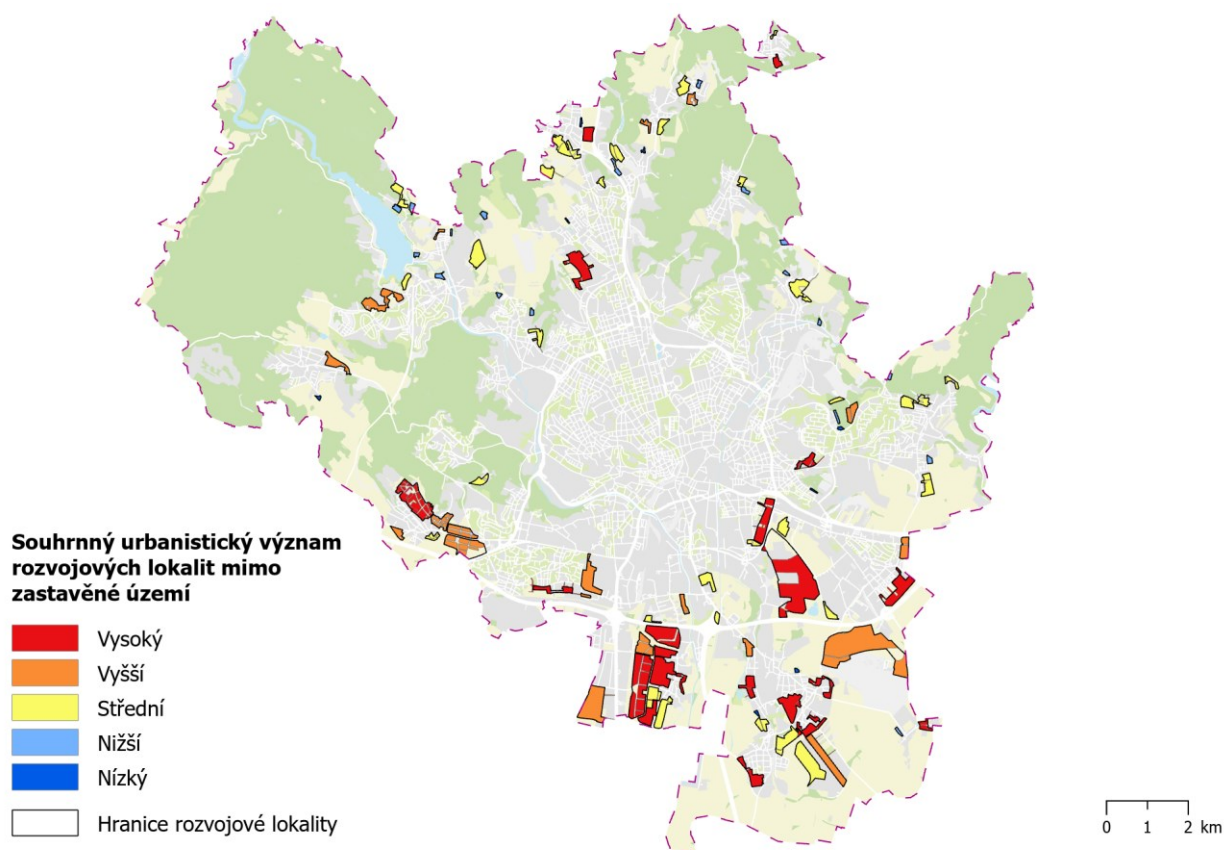 Souhrnný urbanistický význam
rozvojových lokalit mimo
zastavěné území
Vysoký
Vyšší
Střední
Nižší
Nízký
Hranice rozvojové lokality
0 1 2 km